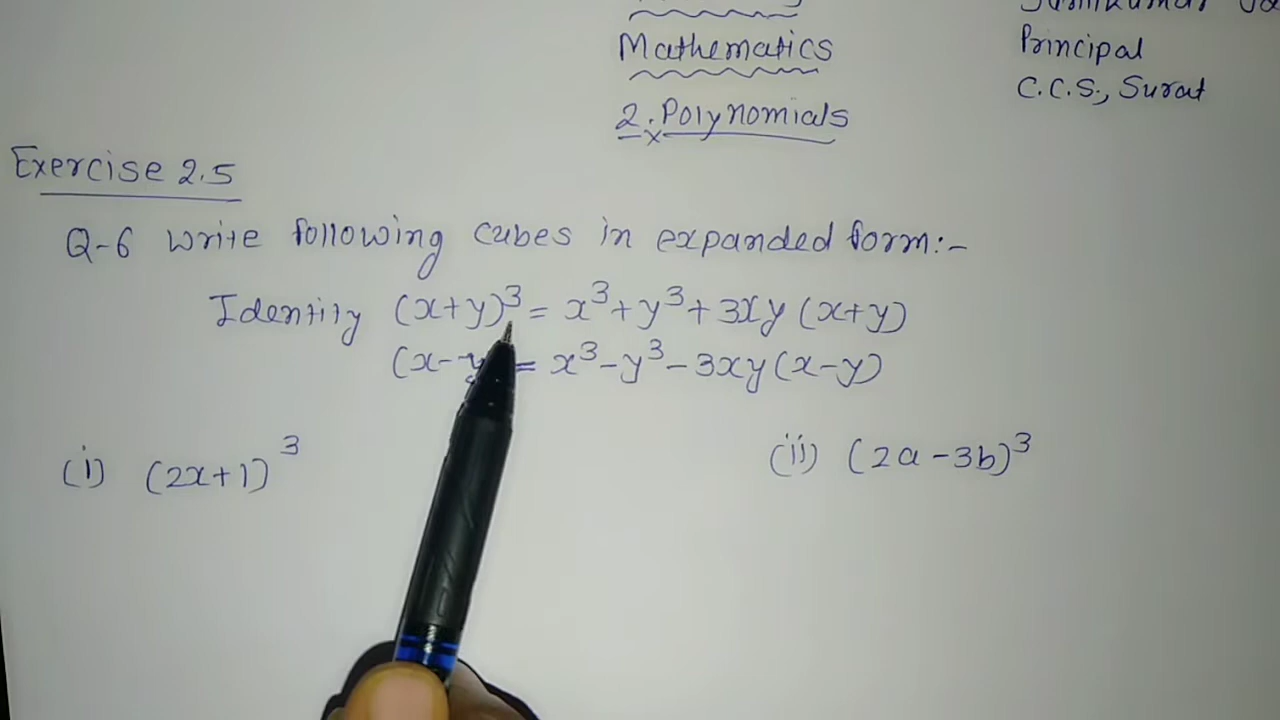 Mathematics
Principal
C.C.S., Surat
2. Polynomials
Exercise 2.5
Q-6 Write following cubes in expanded form:-
Identity (x+y)³ = x³+y³+3xy (x+y)
(x-y = x³-y³-3xy(x-y)
(i) (2x+1)³
(ii) (2a-3b)³